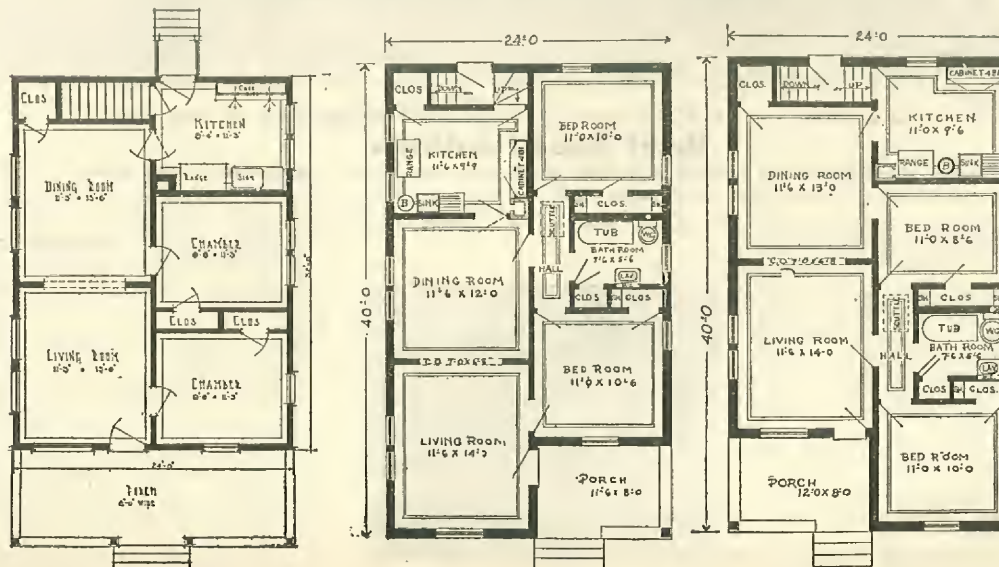 CLOS
KITCHEN
RANGE
SINK
DINING ROOM
CHAMBER
CLOS
CLOS
LIVING ROOM
CHAMBER
24'-0"
PORCH
WIDE
24'-0
40'-0
CLOS
DOWN
UP
BED ROOM
11'0 X 10'0
KITCHEN
11'6 X 9'9
RANGE
CABINET
B
SINK
CLOS.
SCUTTLE
TUB
WC
BATH ROOM
7'6 X 5'6
HALL
LAV
DINING ROOM
11'6 X 12'0
CLOS
CLOS.
BED ROOM
11'0 X 10'6
LIVING ROOM
11'6 X 14'0
PORCH
11'6 X 8'0
24'-0
40'-0
CLOS
DOWN
UP
CABINET
KITCHEN
11'0 X 9'6
RANGE
B
SINK
DINING ROOM
11'6 X 13'0
BED ROOM
11'0 X 8'6
CLOS.
SCUTTLE
LIVING ROOM
11'6 X 14'0
TUB
WC
BATH ROOM
HALL
LAV
CLOS
CLOS.
BED ROOM
11'0 X 10'0
PORCH
12'0 X 8'0